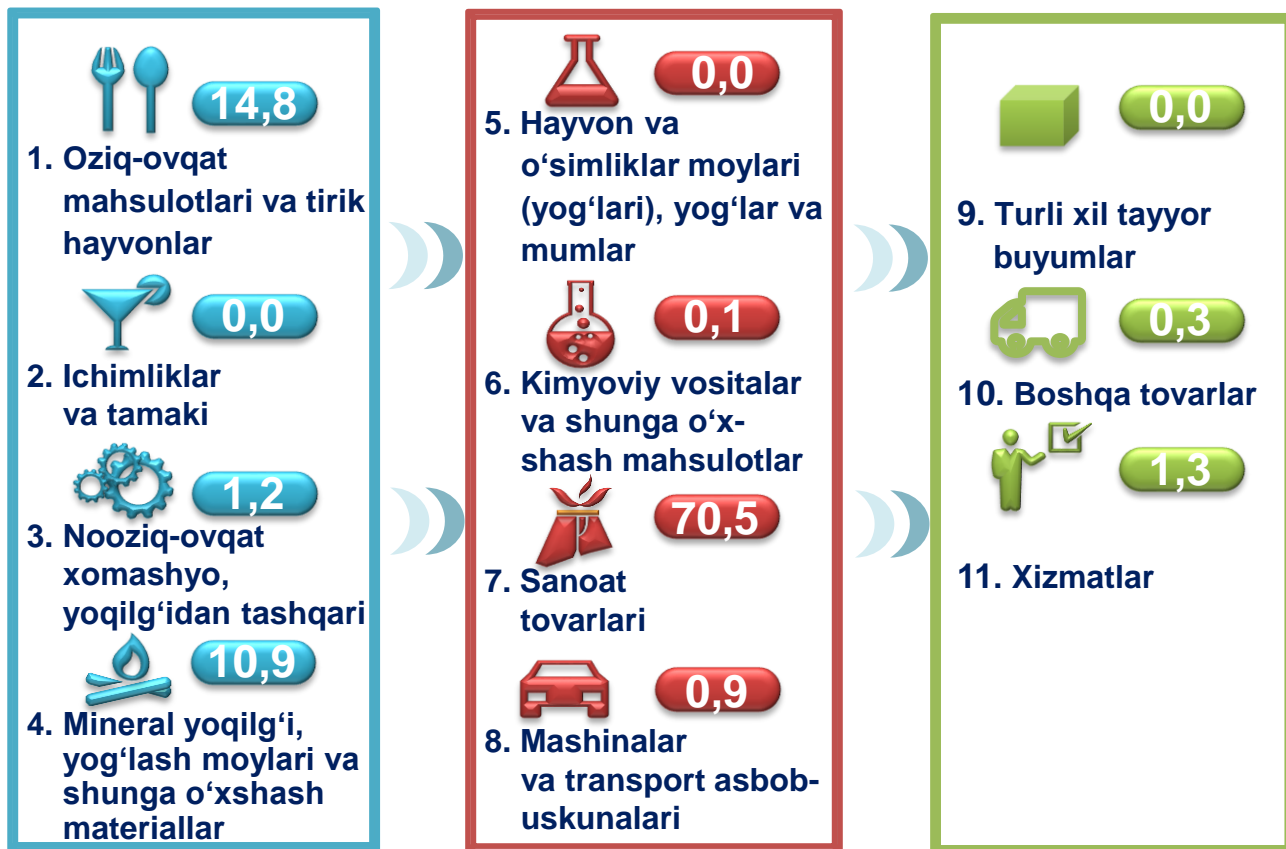 14,8
1. Oziq-ovqat
mahsulotlari va tirik
hayvonlar
0,0
2. Ichimliklar
va tamaki
1,2
3. Nooziq-ovqat
xomashyo,
yoqilg‘idan tashqari
10,9
4. Mineral yoqilg‘i,
yog‘lash moylari va
shunga o‘xshash
materiallar
0,0
5. Hayvon va
o‘simliklar moylari
(yog‘lari), yog‘lar va
mumlar
0,1
6. Kimyoviy vositalar
va shunga o‘x-
shash mahsulotlar
70,5
7. Sanoat
tovarlari
0,9
8. Mashinalar
va transport asbob-
uskunalari
0,0
9. Turli xil tayyor
buyumlar
0,3
10. Boshqa tovarlar
1,3
11. Xizmatlar